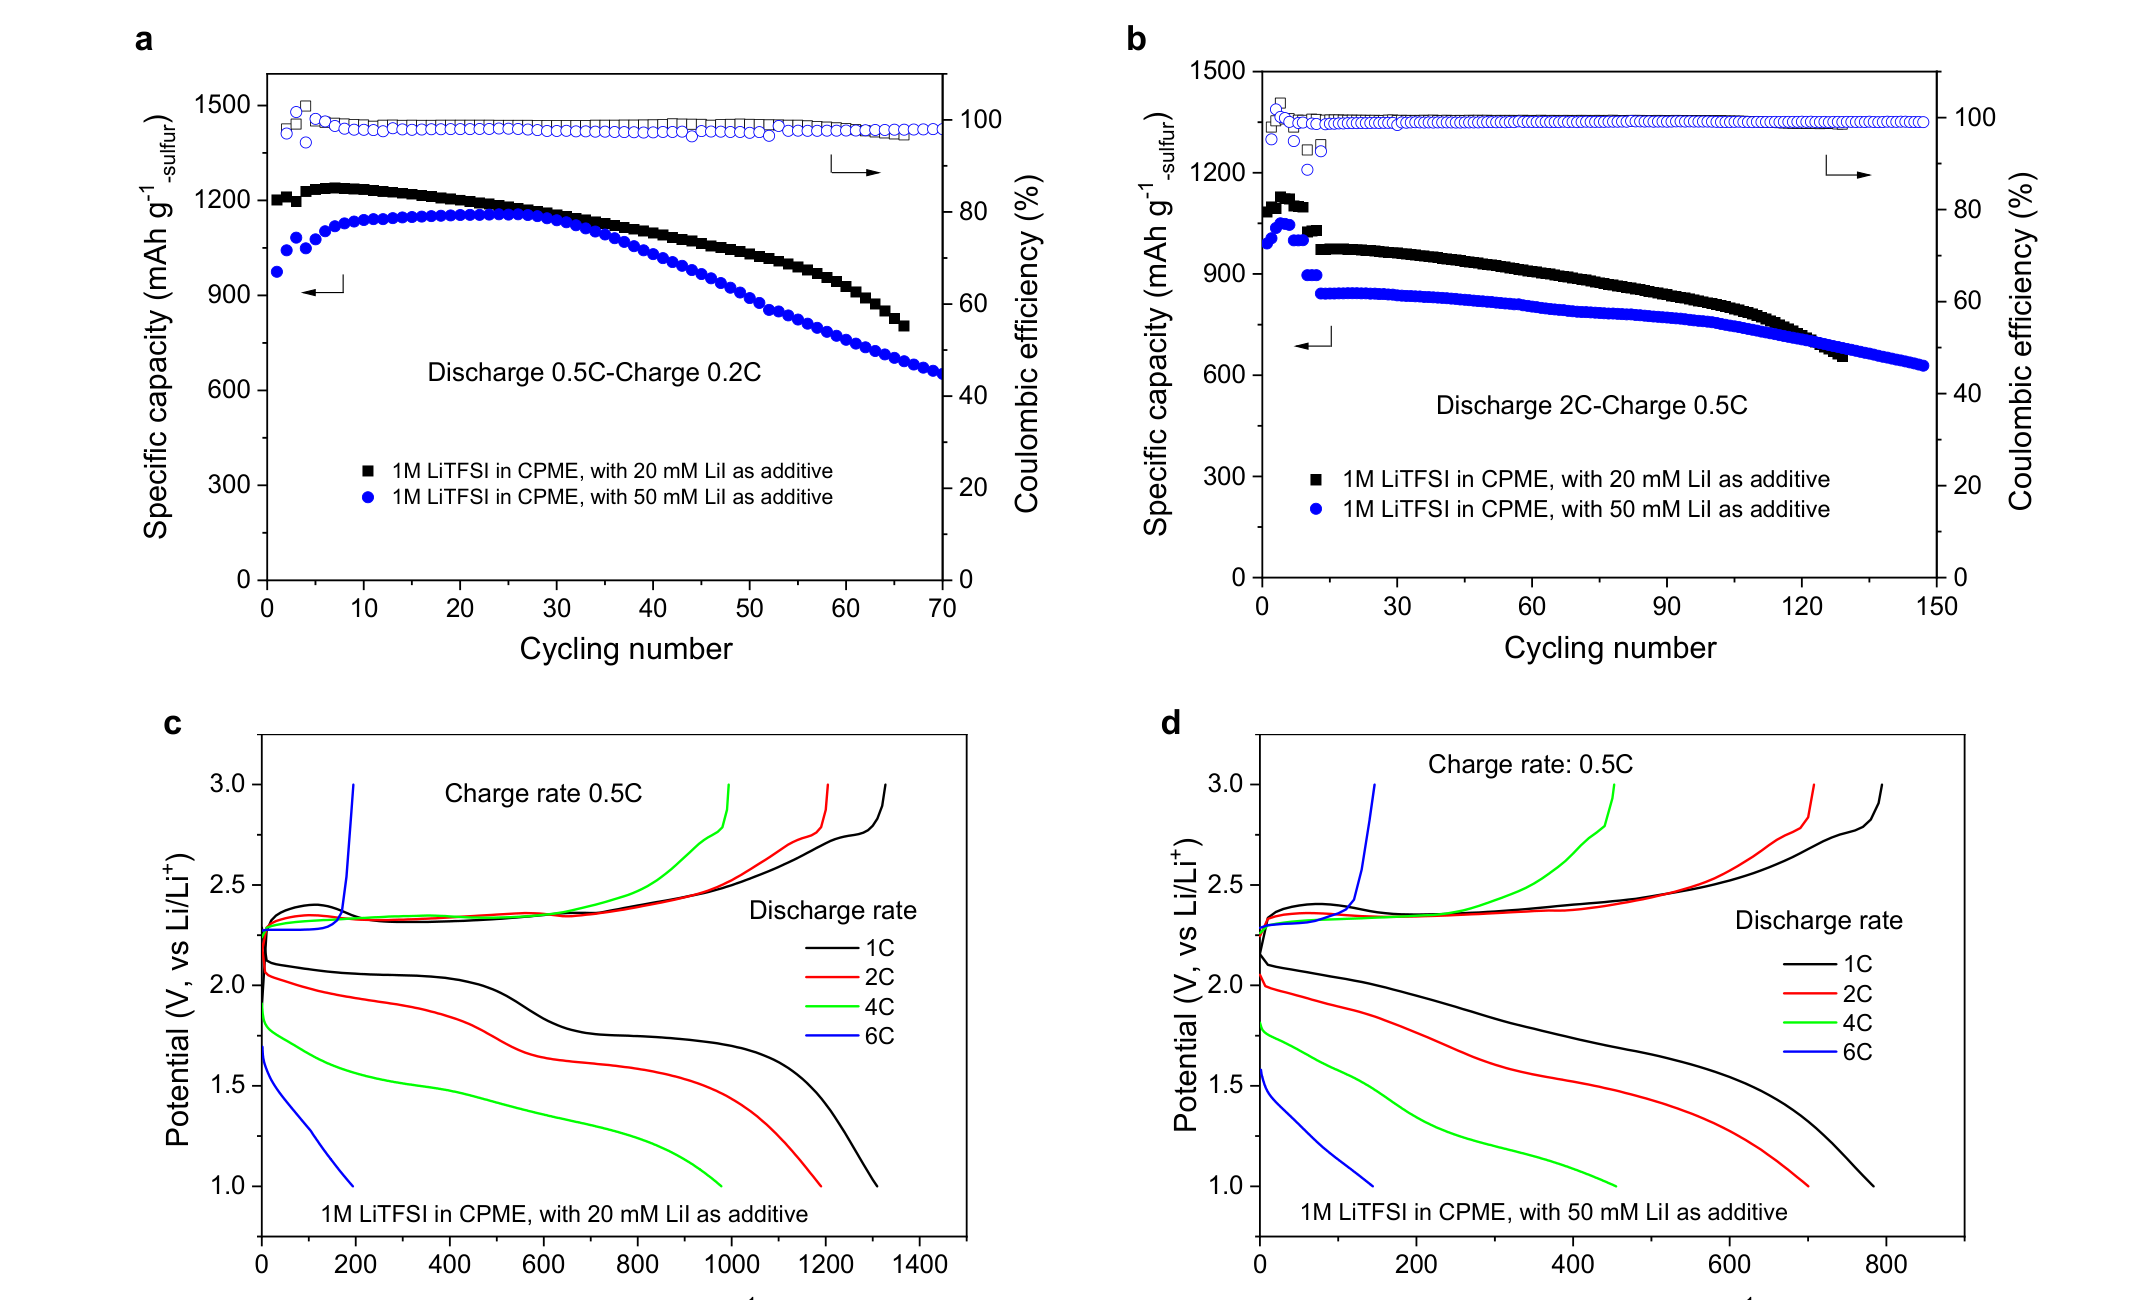 a
Specific capacity (mAh g-1-sulfur)
1500
1200
900
600
300
0
0 10 20 30 40 50 60 70
Cycling number
100
80
60
40
20
0
Coulombic efficiency (%)
Discharge 0.5C-Charge 0.2C
1M LiTFSI in CPME, with 20 mM LiI as additive
1M LiTFSI in CPME, with 50 mM LiI as additive
b
Specific capacity (mAh g-1-sulfur)
1500
1200
900
600
300
0
0 30 60 90 120 150
Cycling number
100
80
60
40
20
0
Coulombic efficiency (%)
Discharge 2C-Charge 0.5C
1M LiTFSI in CPME, with 20 mM LiI as additive
1M LiTFSI in CPME, with 50 mM LiI as additive
c
Potential (V, vs Li/Li+)
3.0
2.5
2.0
1.5
1.0
Charge rate 0.5C
Discharge rate
1C
2C
4C
6C
1M LiTFSI in CPME, with 20 mM LiI as additive
0 200 400 600 800 1000 1200 1400
d
Potential (V, vs Li/Li+)
3.0
2.5
2.0
1.5
1.0
Charge rate: 0.5C
Discharge rate
1C
2C
4C
6C
1M LiTFSI in CPME, with 50 mM LiI as additive
0 200 400 600 800